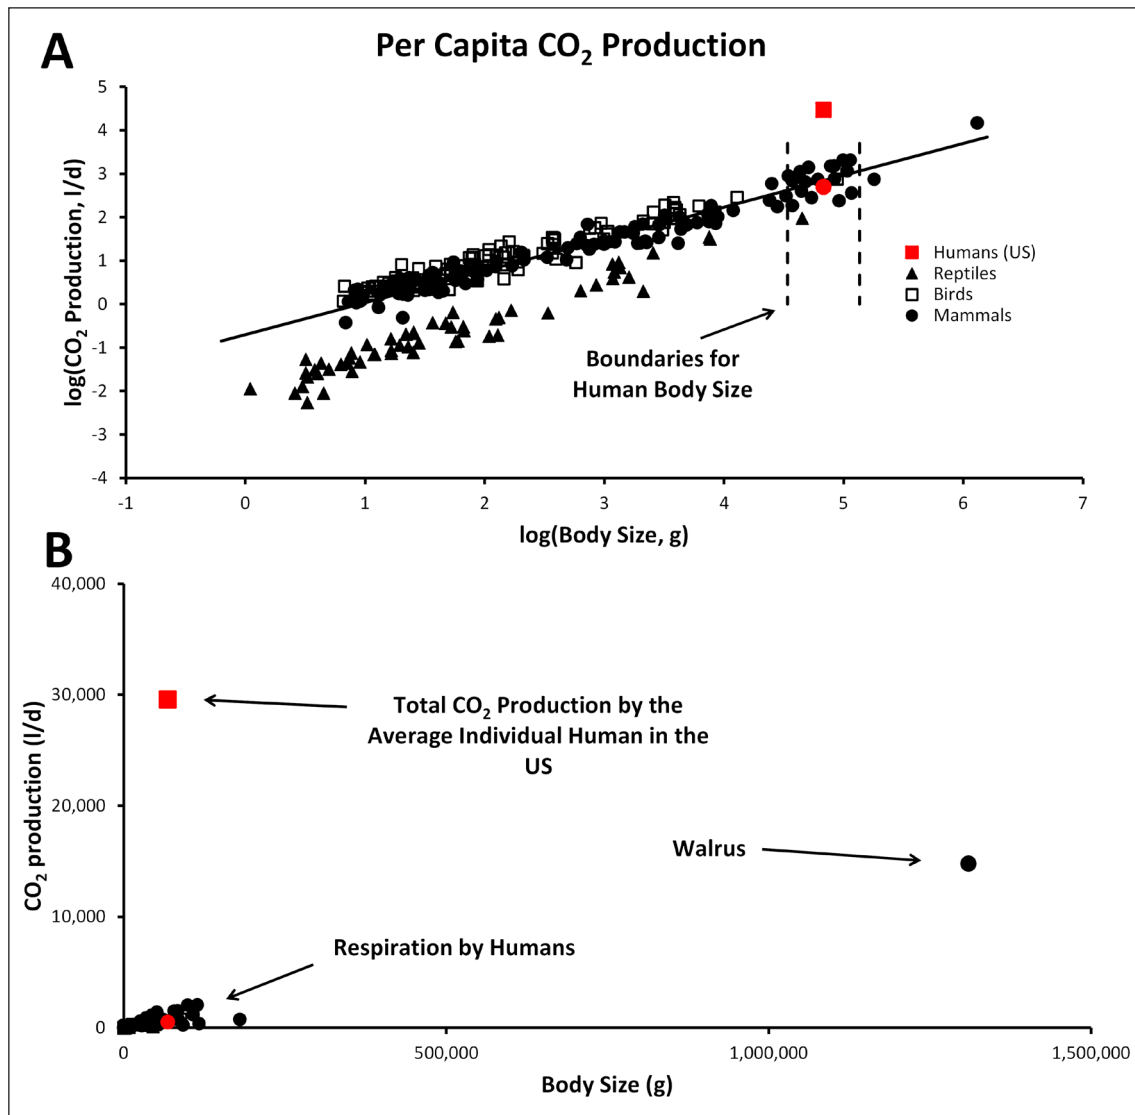 A
Per Capita CO₂ Production
log(CO₂ Production, l/d)
5
4
3
2
1
0
-1
-2
-3
-4
-1
0
1
2
3
4
5
6
7
log(Body Size, g)
Humans (US)
Reptiles
Birds
Mammals
Boundaries for
Human Body Size
B
CO₂ production (l/d)
40,000
30,000
20,000
10,000
0
0
500,000
1,000,000
1,500,000
Body Size (g)
Total CO₂ Production by the
Average Individual Human in the
US
Walrus
Respiration by Humans